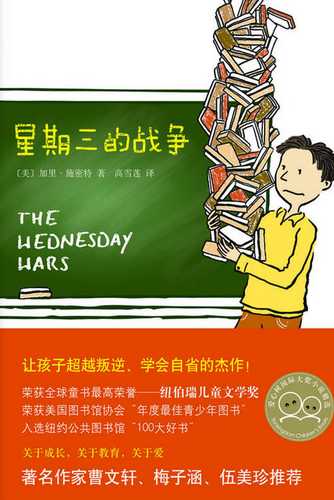 星期三的战争
[美] 加里·施密特 著  高雪莲 译
THE
WEDNESDAY
WARS
让孩子超越叛逆、学会自省的杰作！
荣获全球童书最高荣誉——纽伯瑞儿童文学奖
荣获美国图书馆协会“年度最佳青少年图书”
入选纽约公共图书馆“100大好书”
关于成长，关于教育，关于爱
著名作家曹文轩、梅子涵、伍美珍推荐